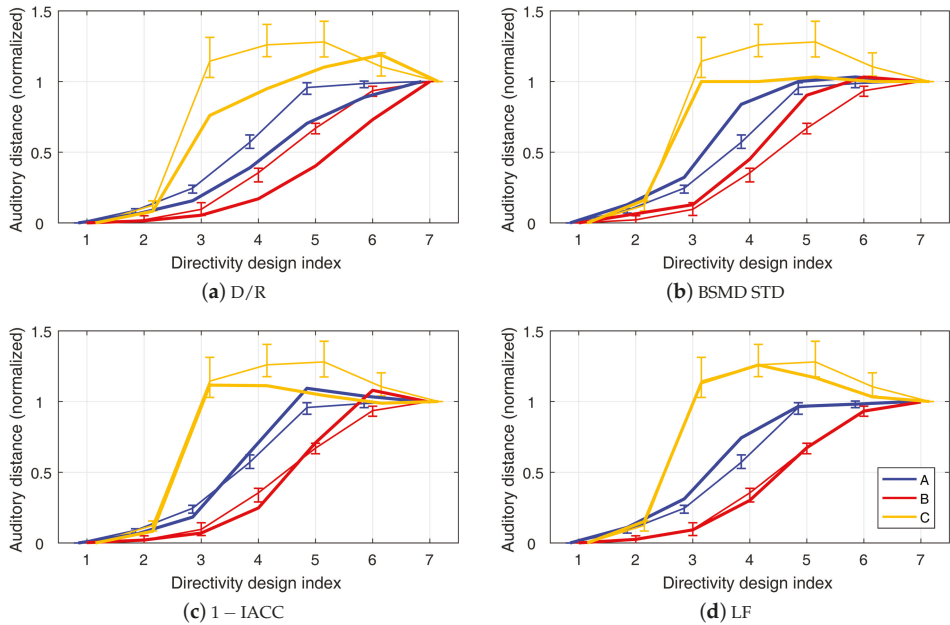 Auditory distance (normalized)
1.5
1
0.5
0
1 2 3 4 5 6 7
Directivity design index
(a) D/R
Auditory distance (normalized)
1.5
1
0.5
0
1 2 3 4 5 6 7
Directivity design index
(b) BSMD STD
Auditory distance (normalized)
1.5
1
0.5
0
1 2 3 4 5 6 7
Directivity design index
(c) 1 − IACC
Auditory distance (normalized)
1.5
1
0.5
0
1 2 3 4 5 6 7
Directivity design index
A
B
C
(d) LF